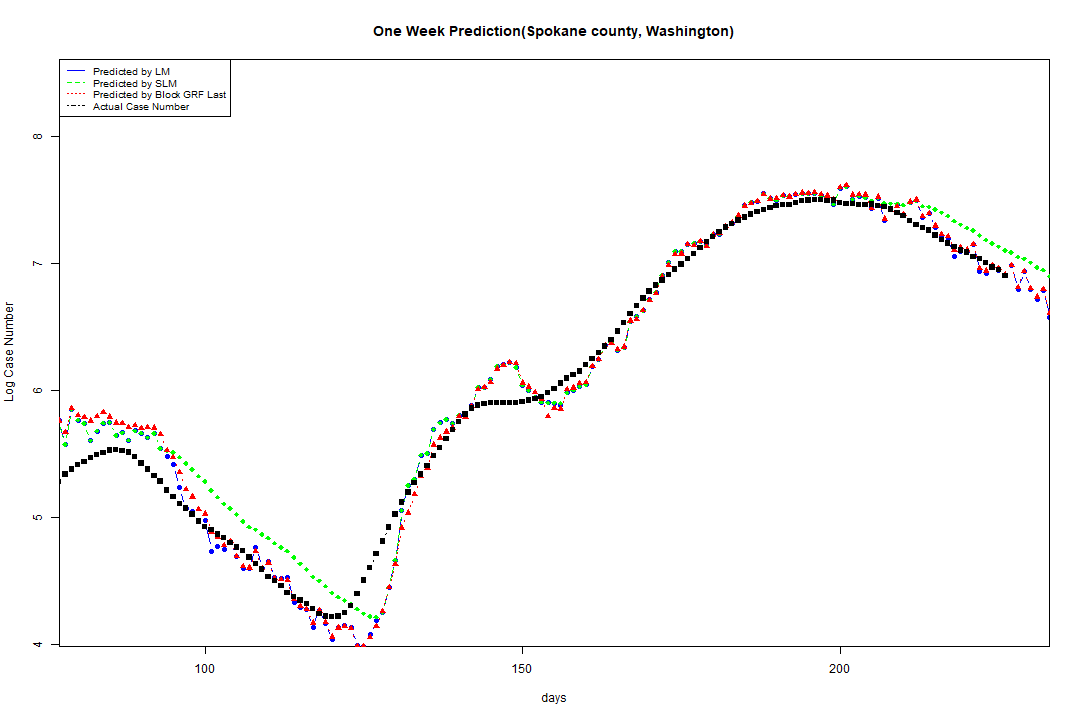 One Week Prediction(Spokane county, Washington)
Predicted by LM
Predicted by SLM
Predicted by Block GRF Last
Actual Case Number
8
7
6
5
4
Log Case Number
100 150 200
days